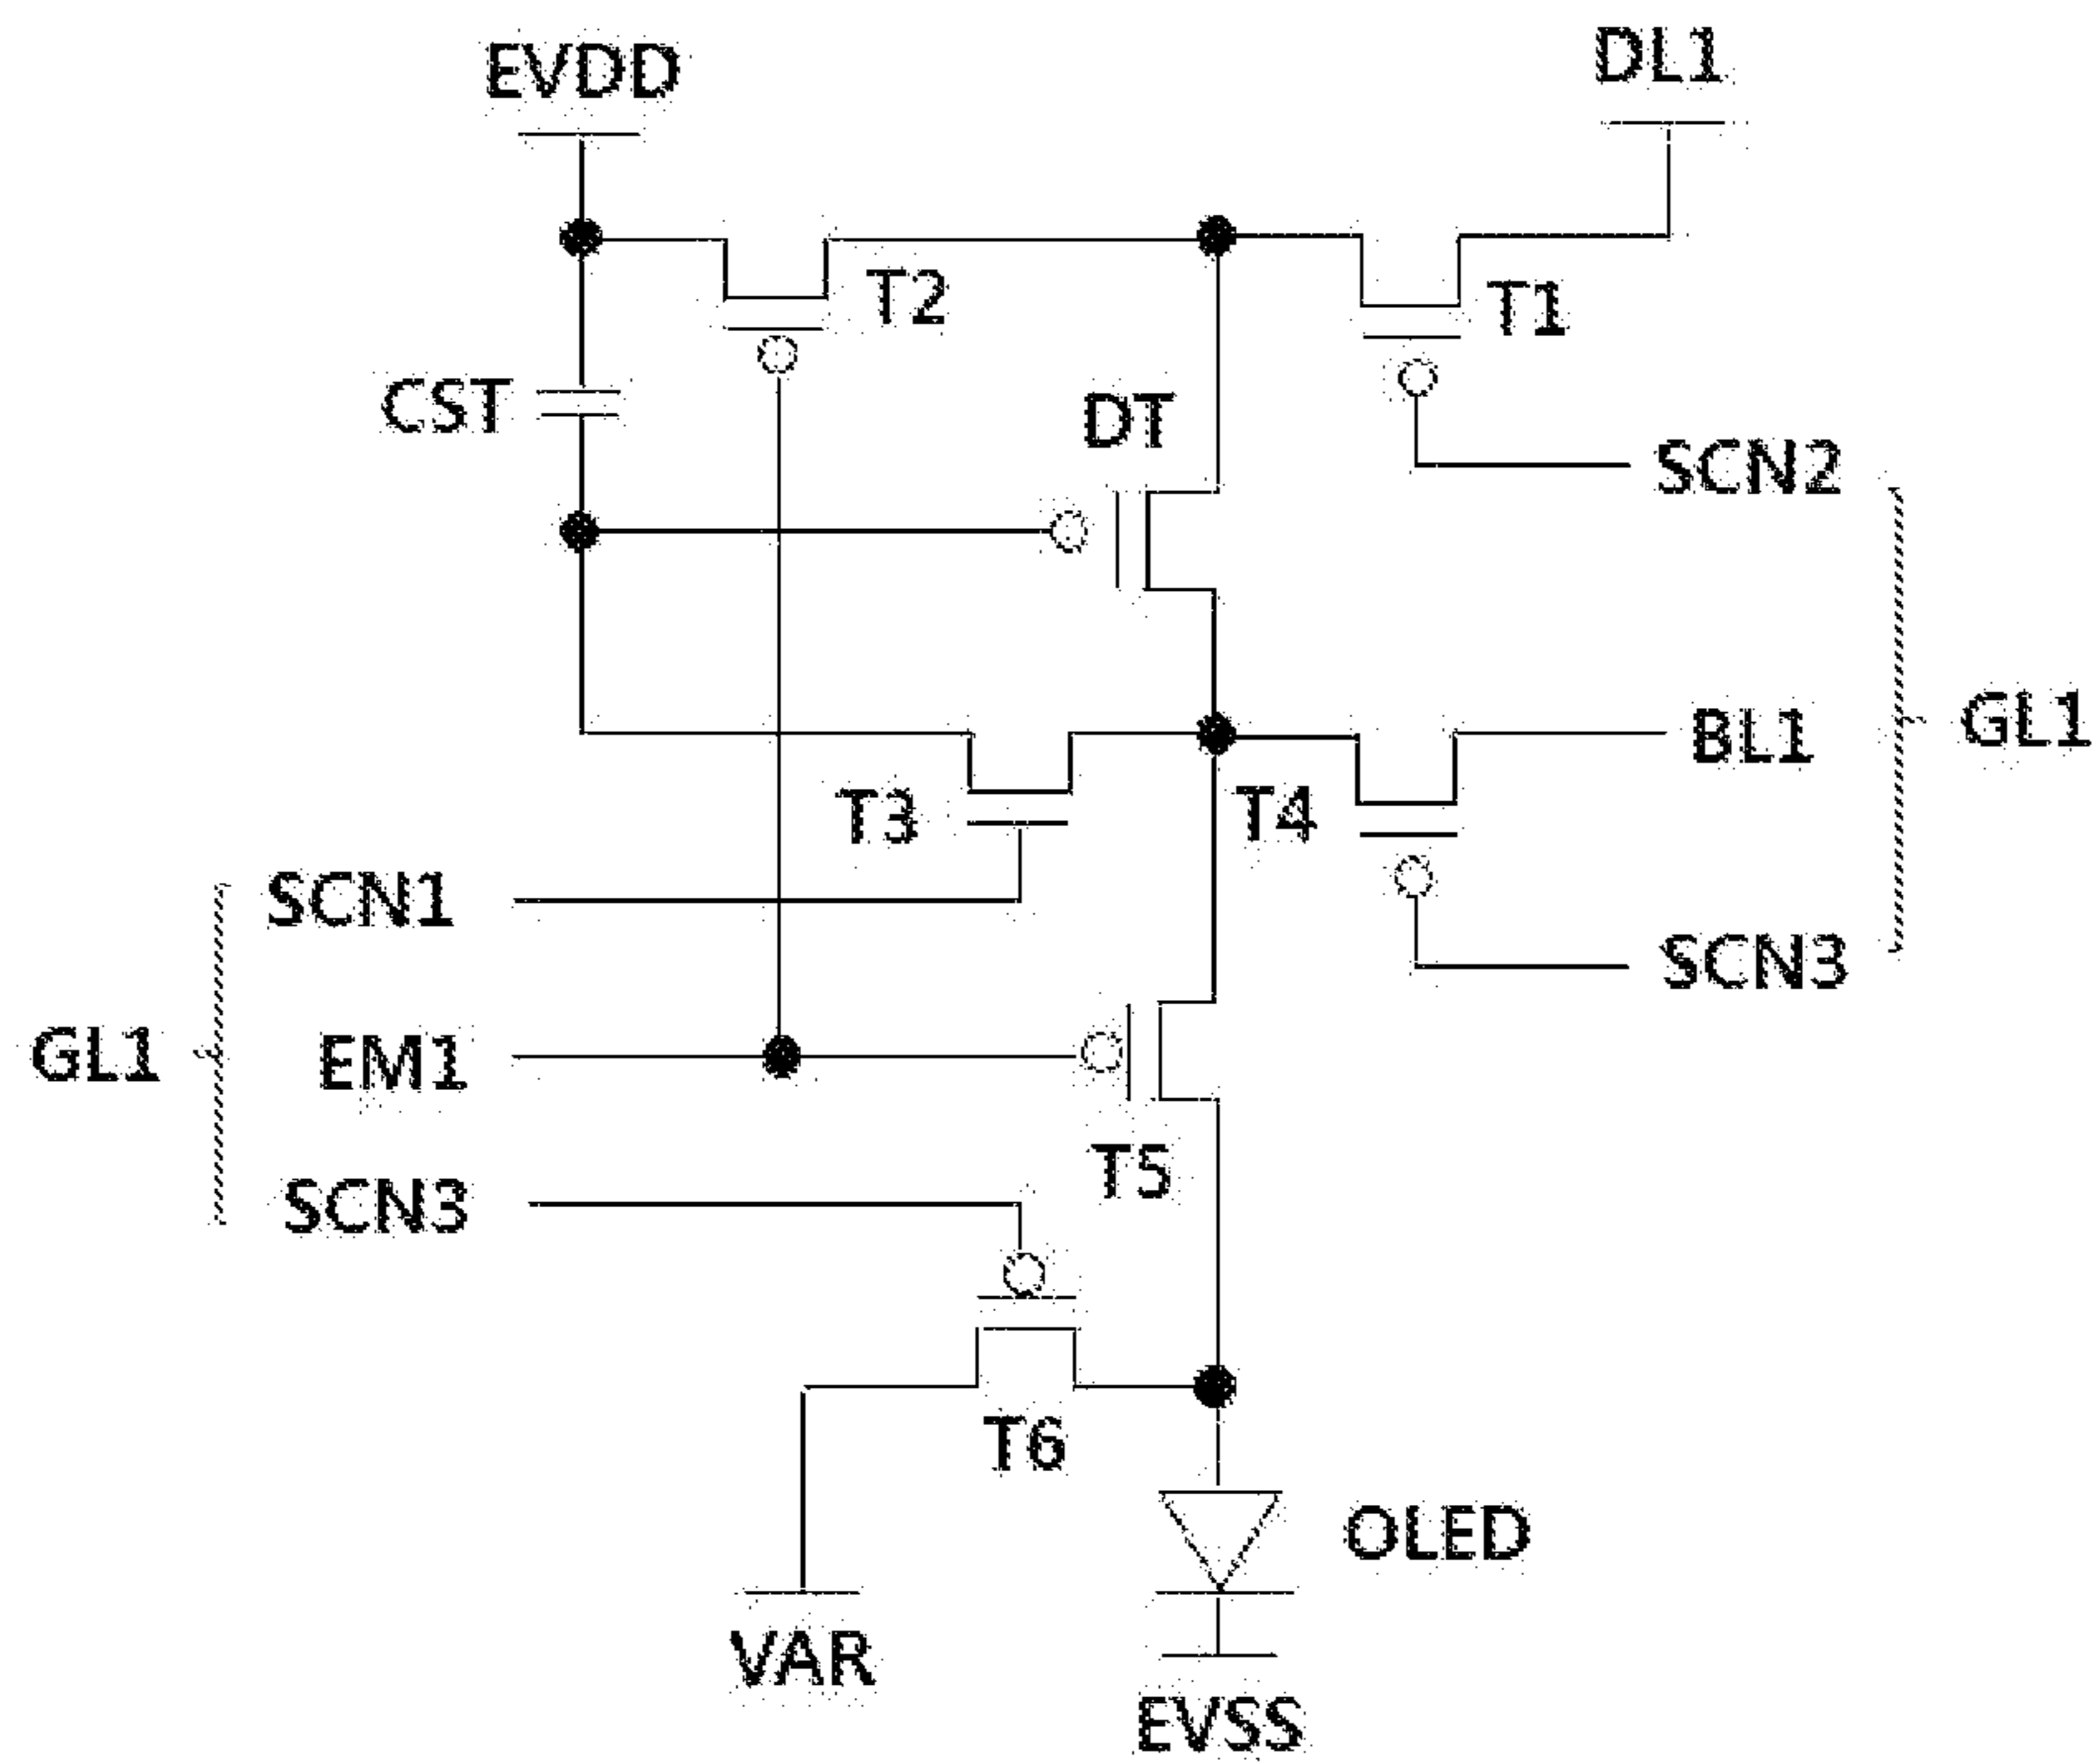 EVDD
DL1
T2
T1
CST
DT
SCN2
GL1
BL1
T3
T4
SCN1
SCN3
GL1
EM1
T5
SCN3
T6
OLED
VAR
EVSS